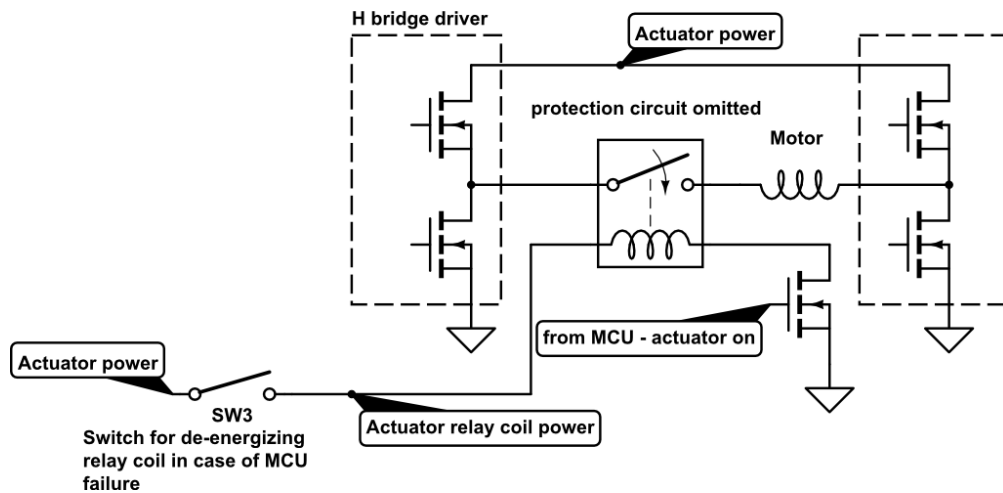 H bridge driver
Actuator power
protection circuit omitted
Motor
from MCU - actuator on
Actuator power
SW3
Switch for de-energizing
relay coil in case of MCU
failure
Actuator relay coil power